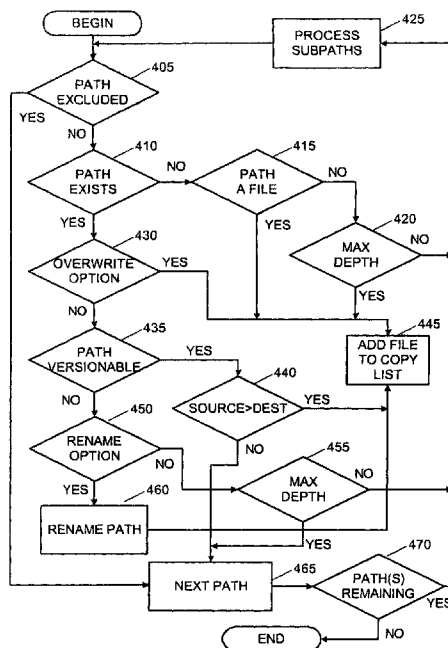 BEGIN
425
PROCESS
SUBPATHS
405
PATH
EXCLUDED
YES
NO
410
415
PATH
EXISTS
NO
PATH
A FILE
NO
YES
YES
420
430
MAX
DEPTH
NO
OVERWRITE
OPTION
YES
YES
NO
445
435
ADD FILE
TO COPY
LIST
PATH
VERSIONABLE
YES
440
NO
SOURCE>DEST
YES
450
RENAME
OPTION
NO
455
NO
MAX
DEPTH
NO
YES
460
RENAME PATH
YES
470
465
NEXT PATH
PATH(S)
REMAINING
YES
NO
END